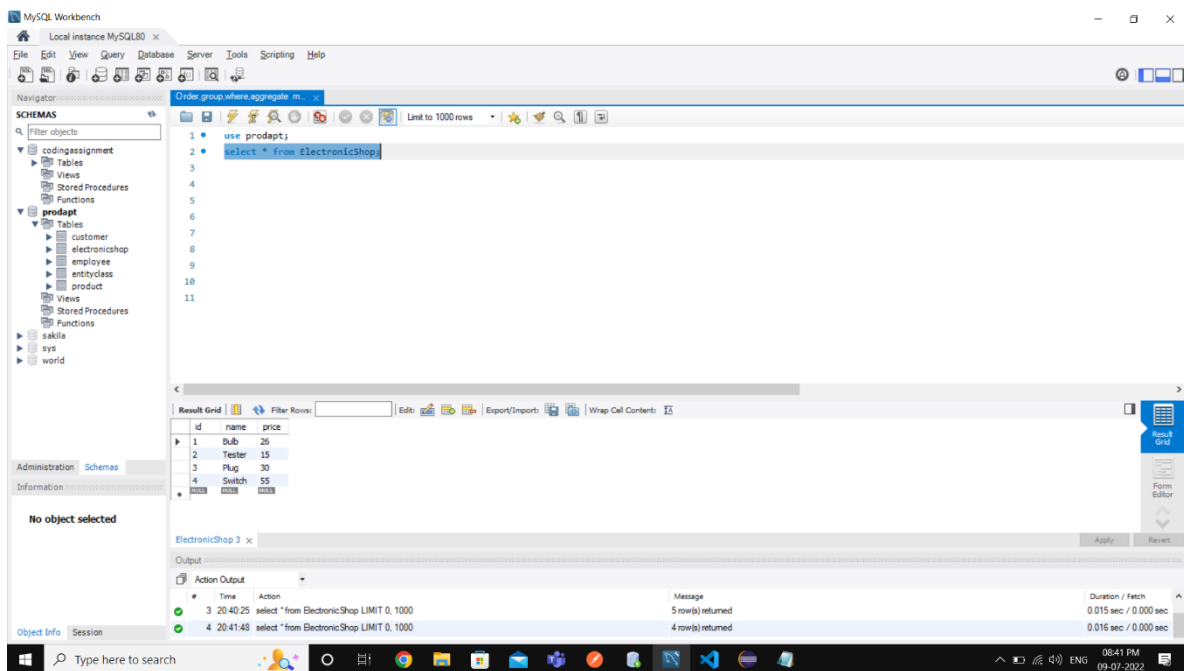 MySQL Workbench
Local instance MySQL80
File Edit View Query Database Server Tools Scripting Help
Navigator
SCHEMAS
Filter objects
codingassignment
Tables
Views
Stored Procedures
Functions
prodapt
Tables
customer
electronicshop
employee
entityclass
product
Views
Stored Procedures
Functions
sakila
sys
world
Administration Schemas
Information
No object selected
Object Info Session
Order,group,where,aggregate m...
Limit to 1000 rows
1 use prodapt;
2 select * from ElectronicShop;
3
4
5
6
7
8
9
10
11
Result Grid Filter Rows: Edit: Export/Import: Wrap Cell Content:
id name price
1 Bulb 26
2 Tester 15
3 Plug 30
4 Switch 55
NULL NULL NULL
Result Grid
Form Editor
ElectronicShop 3
Apply Revert
Output
Action Output
# Time Action Message Duration / Fetch
3 20:40:25 select * from ElectronicShop LIMIT 0, 1000 5 row(s) returned 0.015 sec / 0.000 sec
4 20:41:48 select * from ElectronicShop LIMIT 0, 1000 4 row(s) returned 0.016 sec / 0.000 sec
Type here to search
ENG
08:41 PM
09-07-2022